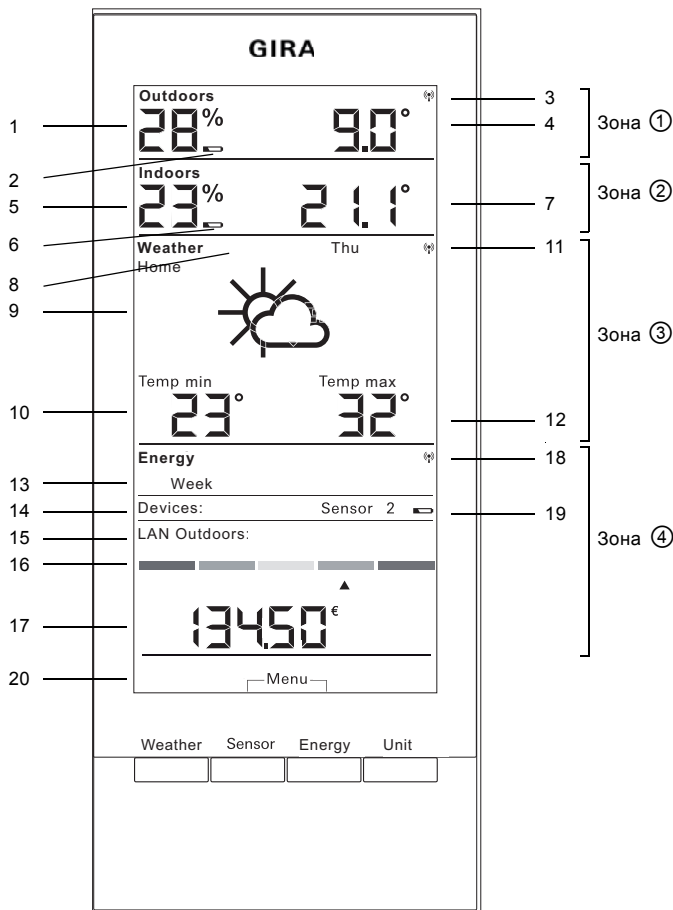 GIRA
Outdoors
1 28% 9.0° 3
4
Зона ①
2
Indoors
5 23% 21.1° 7
Зона ②
6
Weather Thu 11
8
Home
9
Зона ③
Temp min Temp max
10 23° 32° 12
Energy 18
13 Week
14 Devices: Sensor 2 19
15 LAN Outdoors:
Зона ④
16
17 134.50 €
20 Menu
Weather Sensor Energy Unit